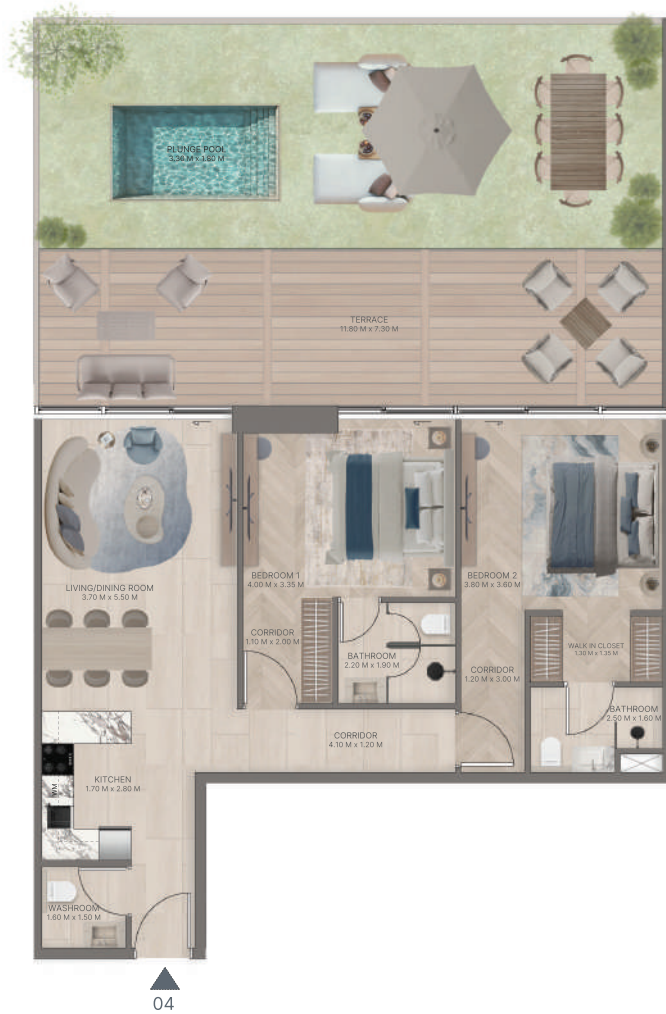 PLUNGE POOL
3.30 M x 1.80 M
TERRACE
11.80 M x 7.30 M
LIVING/DINING ROOM
3.70 M x 5.50 M
BEDROOM 1
4.00 M x 3.35 M
BEDROOM 2
3.80 M x 3.60 M
CORRIDOR
1.10 M x 2.00 M
BATHROOM
2.20 M x 1.90 M
CORRIDOR
1.20 M x 3.00 M
WALK IN CLOSET
1.30 M x 1.35 M
BATHROOM
2.50 M x 1.60 M
CORRIDOR
4.10 M x 1.20 M
KITCHEN
1.70 M x 2.80 M
WM
WASHROOM
1.60 M x 1.50 M
04